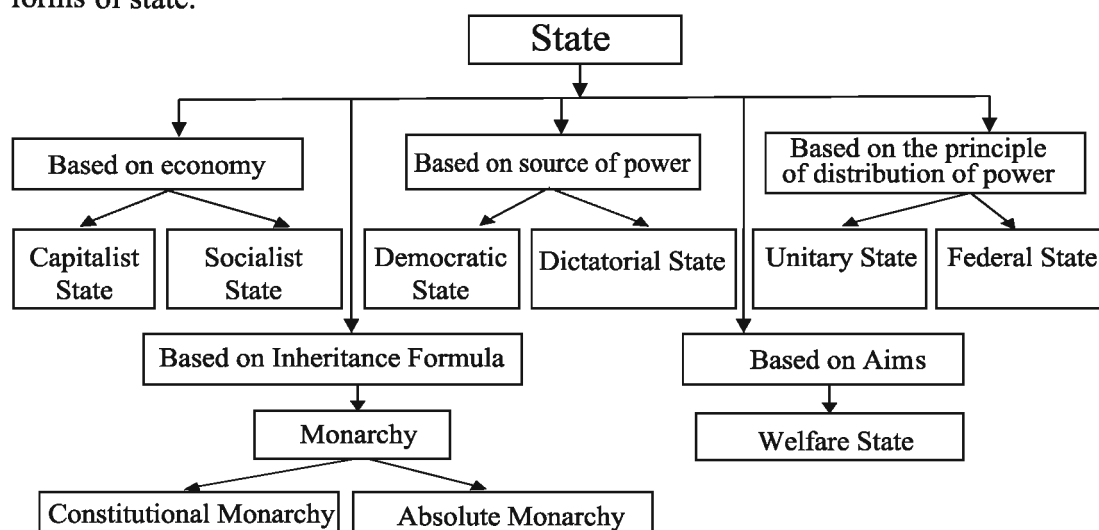 forms of state.
State
Based on economy
Based on source of power
Based on the principle
of distribution of power
Capitalist
State
Socialist
State
Democratic
State
Dictatorial State
Unitary State
Federal State
Based on Inheritance Formula
Based on Aims
Monarchy
Welfare State
Constitutional Monarchy
Absolute Monarchy